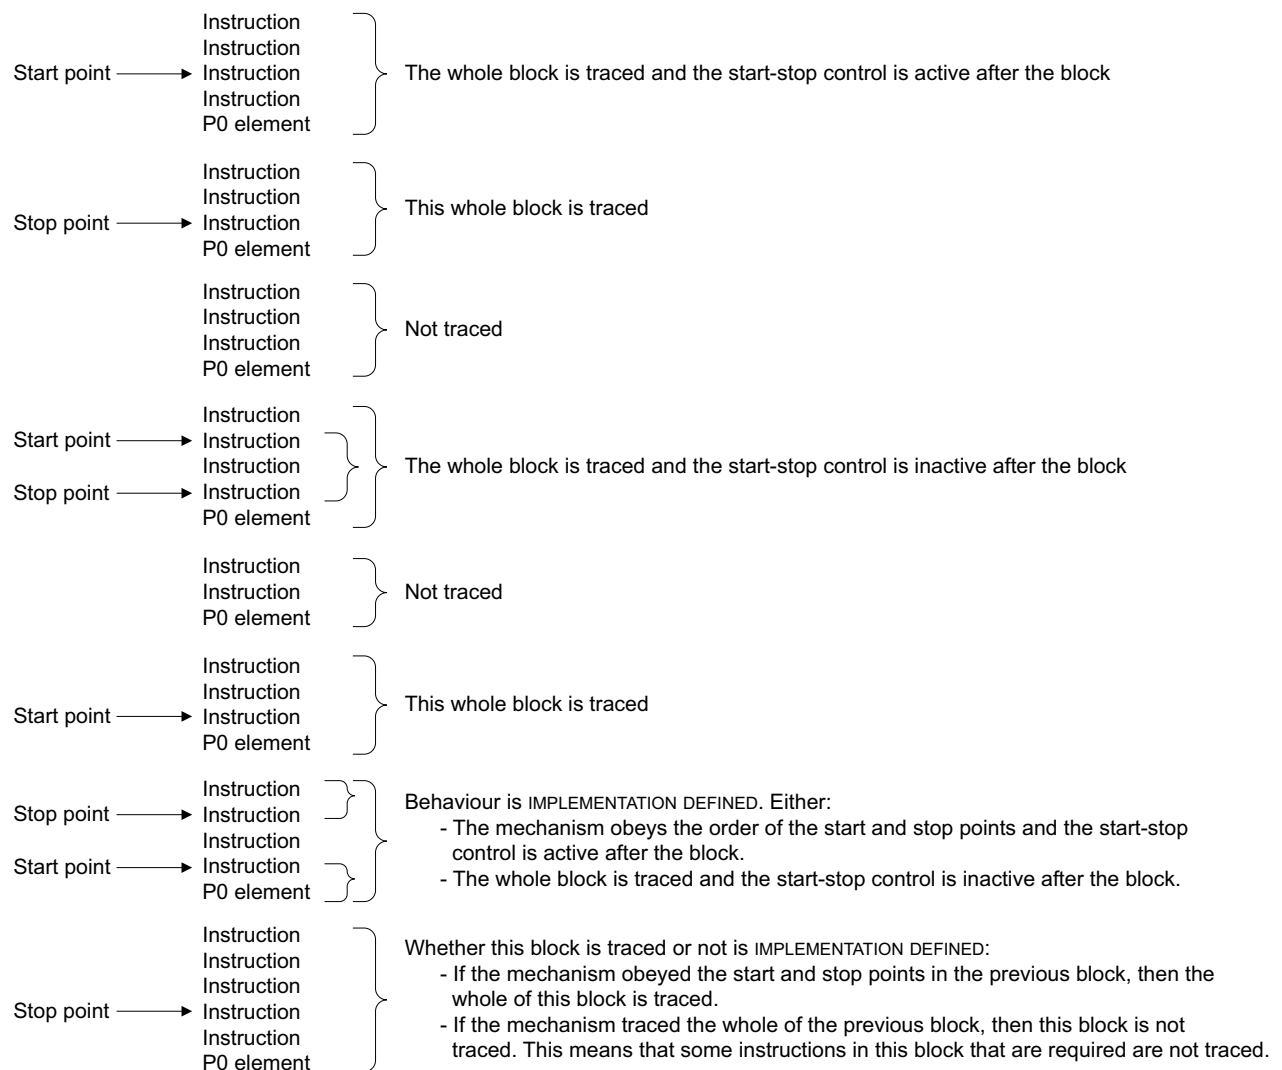 Instruction
Instruction
Start point Instruction The whole block is traced and the start-stop control is active after the block
Instruction
P0 element
Instruction
Instruction This whole block is traced
Stop point Instruction
P0 element
Instruction
Instruction Not traced
Instruction
P0 element
Instruction
Start point Instruction
Instruction The whole block is traced and the start-stop control is inactive after the block
Stop point Instruction
P0 element
Instruction
Instruction Not traced
P0 element
Instruction
Instruction This whole block is traced
Start point Instruction
P0 element
Instruction Behaviour is IMPLEMENTATION DEFINED. Either:
Stop point Instruction - The mechanism obeys the order of the start and stop points and the start-stop
Instruction control is active after the block.
Start point Instruction - The whole block is traced and the start-stop control is inactive after the block.
P0 element
Instruction Whether this block is traced or not is IMPLEMENTATION DEFINED:
Instruction - If the mechanism obeyed the start and stop points in the previous block, then the
Instruction whole of this block is traced.
Stop point Instruction - If the mechanism traced the whole of the previous block, then this block is not
Instruction traced. This means that some instructions in this block that are required are not traced.
P0 element